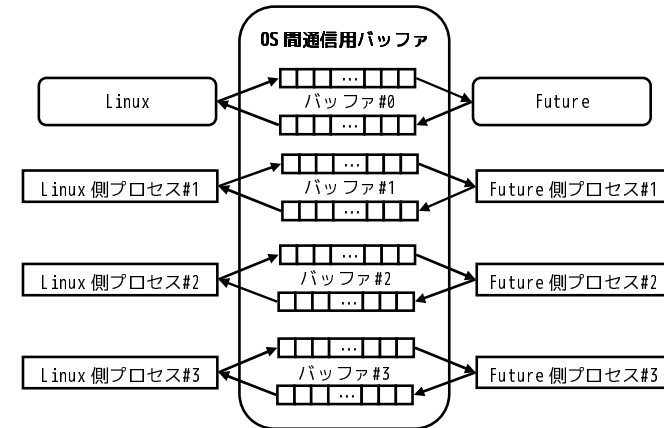 OS 間通信用バッファ
Linux
…
バッファ#0
…
Future
Linux 側プロセス#1
…
バッファ#1
…
Future 側プロセス#1
Linux 側プロセス#2
…
バッファ#2
…
Future 側プロセス#2
Linux 側プロセス#3
…
バッファ#3
…
Future 側プロセス#3